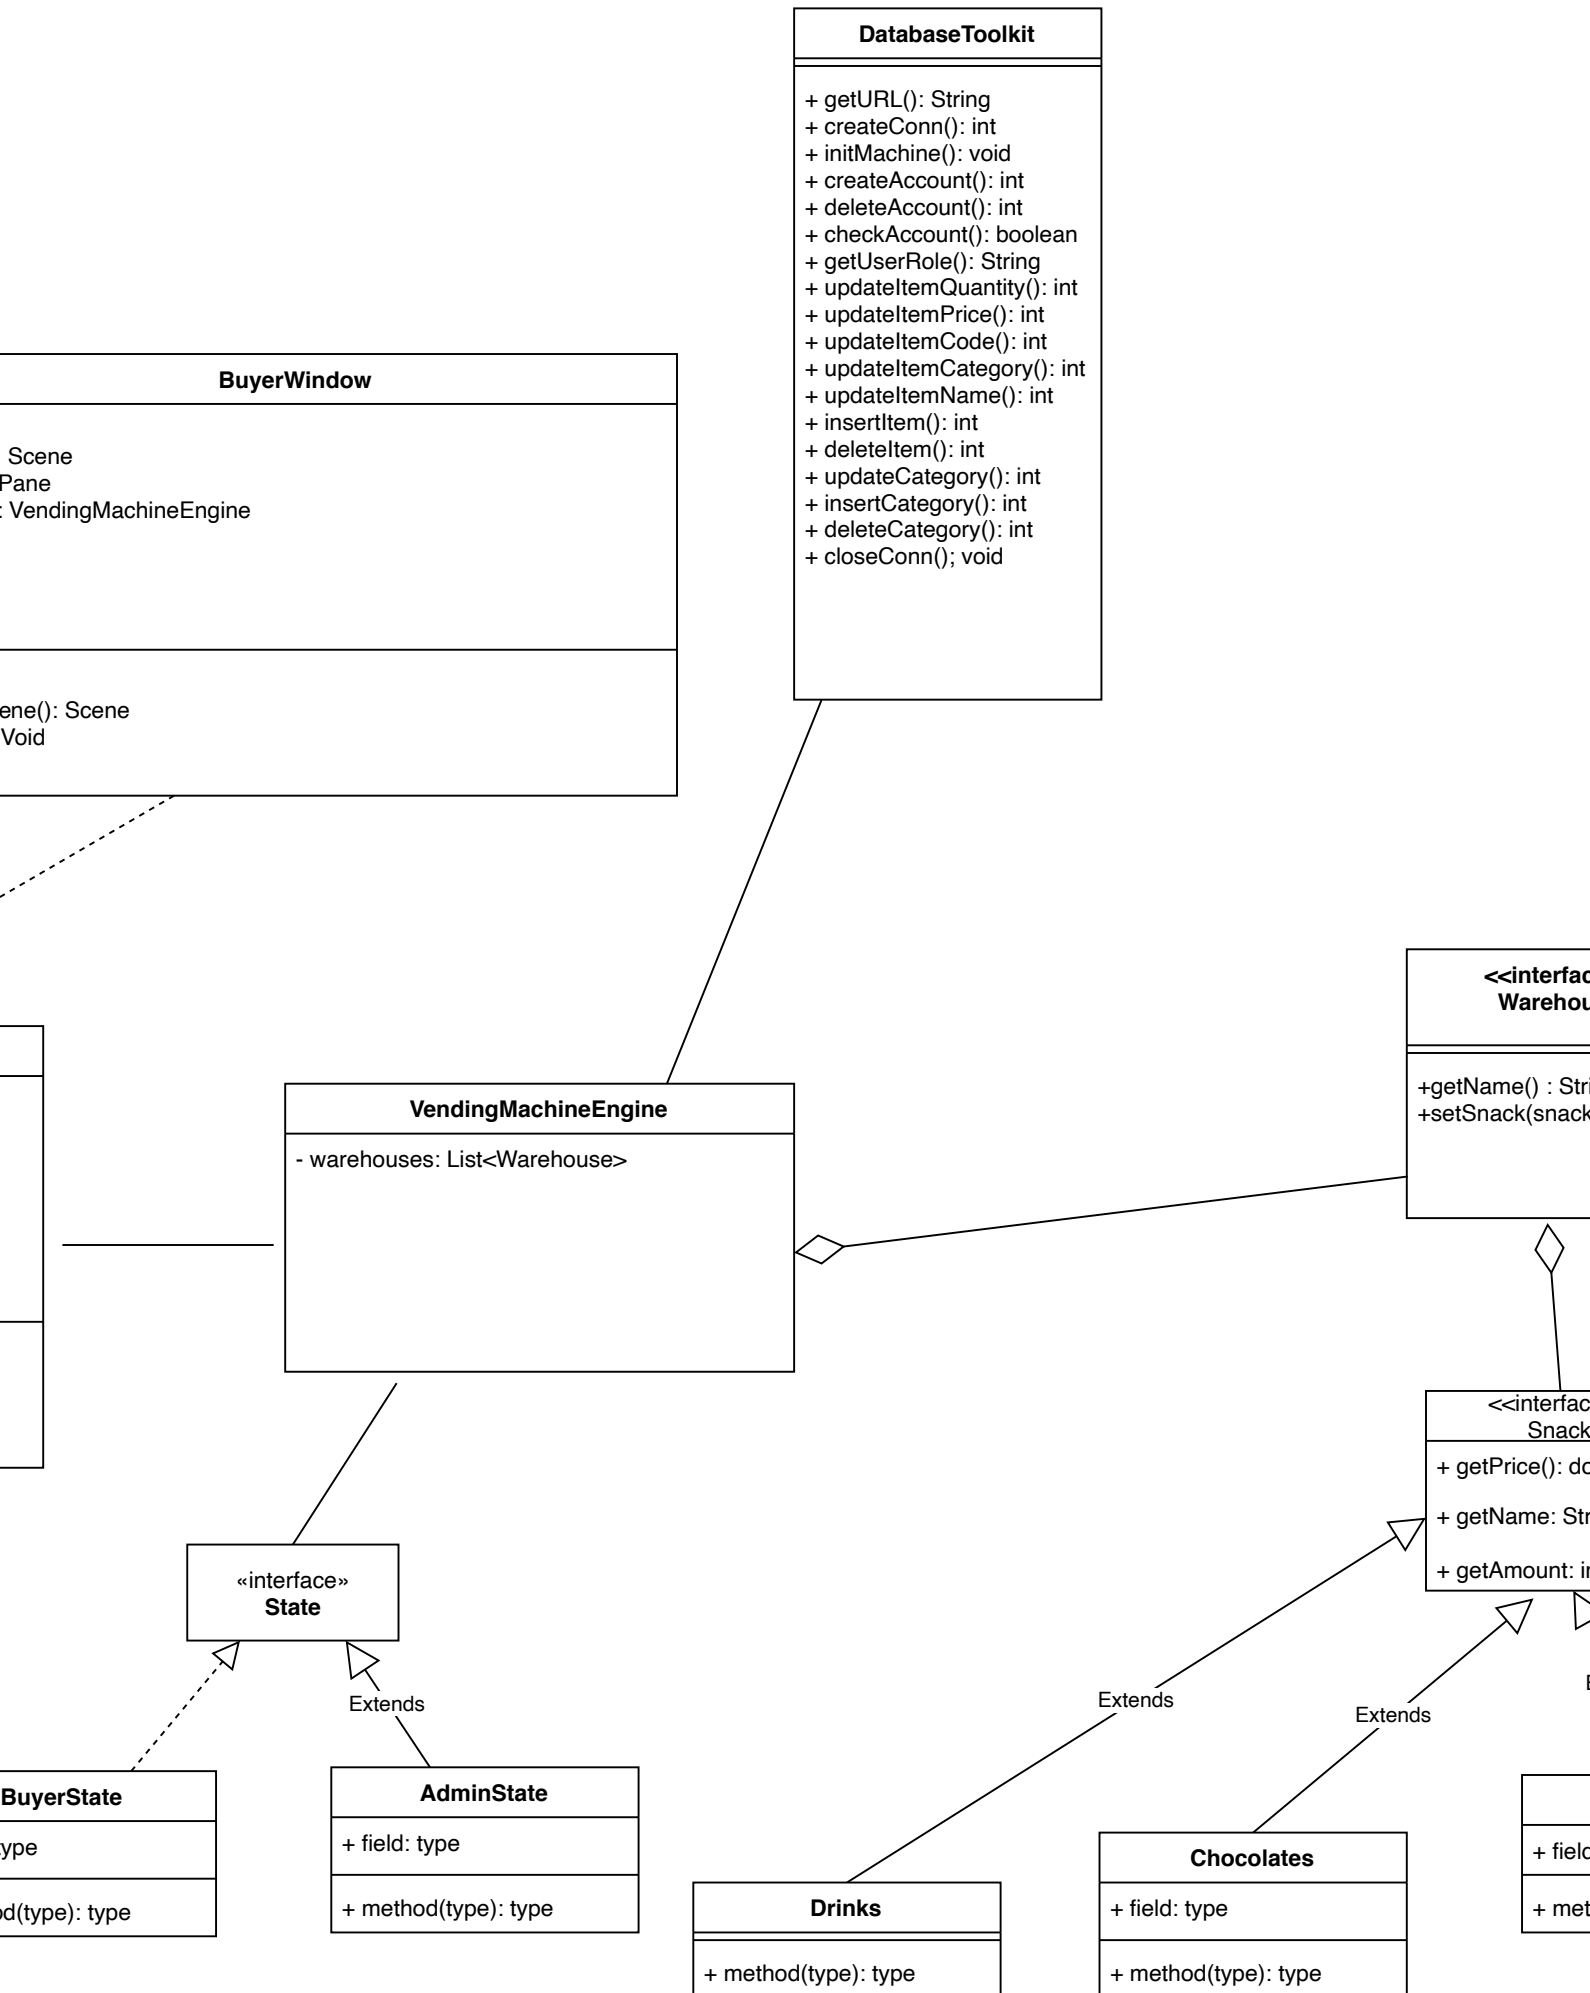 DatabaseToolkit
+ getURL(): String
+ createConn(): int
+ initMachine(): void
+ createAccount(): int
+ deleteAccount(): int
+ checkAccount(): boolean
+ getUserRole(): String
+ updateItemQuantity(): int
+ updateItemPrice(): int
+ updateItemCode(): int
+ updateItemCategory(): int
+ updateItemName(): int
+ insertItem(): int
+ deleteItem(): int
+ updateCategory(): int
+ insertCategory(): int
+ deleteCategory(): int
+ closeConn(); void
BuyerWindow
Scene
Pane
: VendingMachineEngine
ene(): Scene
Void
<<interfac
Warehou
+getName() : Stri
+setSnack(snack
VendingMachineEngine
- warehouses: List<Warehouse>
<<interfac
Snack
+ getPrice(): do
+ getName: Str
+ getAmount: in
«interface»
State
Extends
Extends
Extends
BuyerState
ype
od(type): type
AdminState
+ field: type
+ method(type): type
Drinks
+ method(type): type
Chocolates
+ field: type
+ method(type): type
+ field
+ met